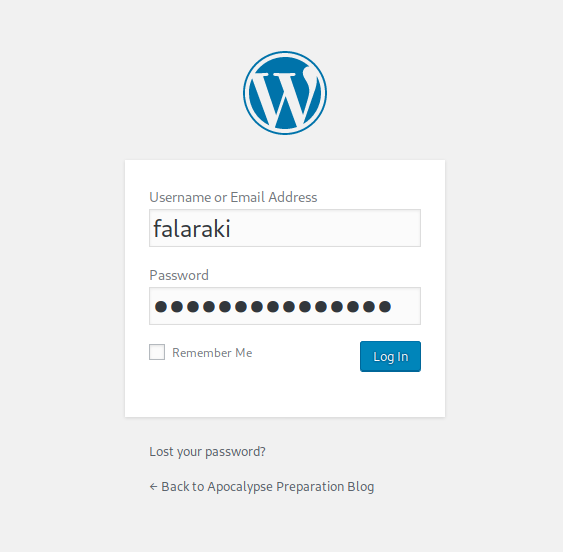 Username or Email Address
falaraki
Password
●●●●●●●●●●●●●●●
Remember Me
Log In
Lost your password?
← Back to Apocalypse Preparation Blog